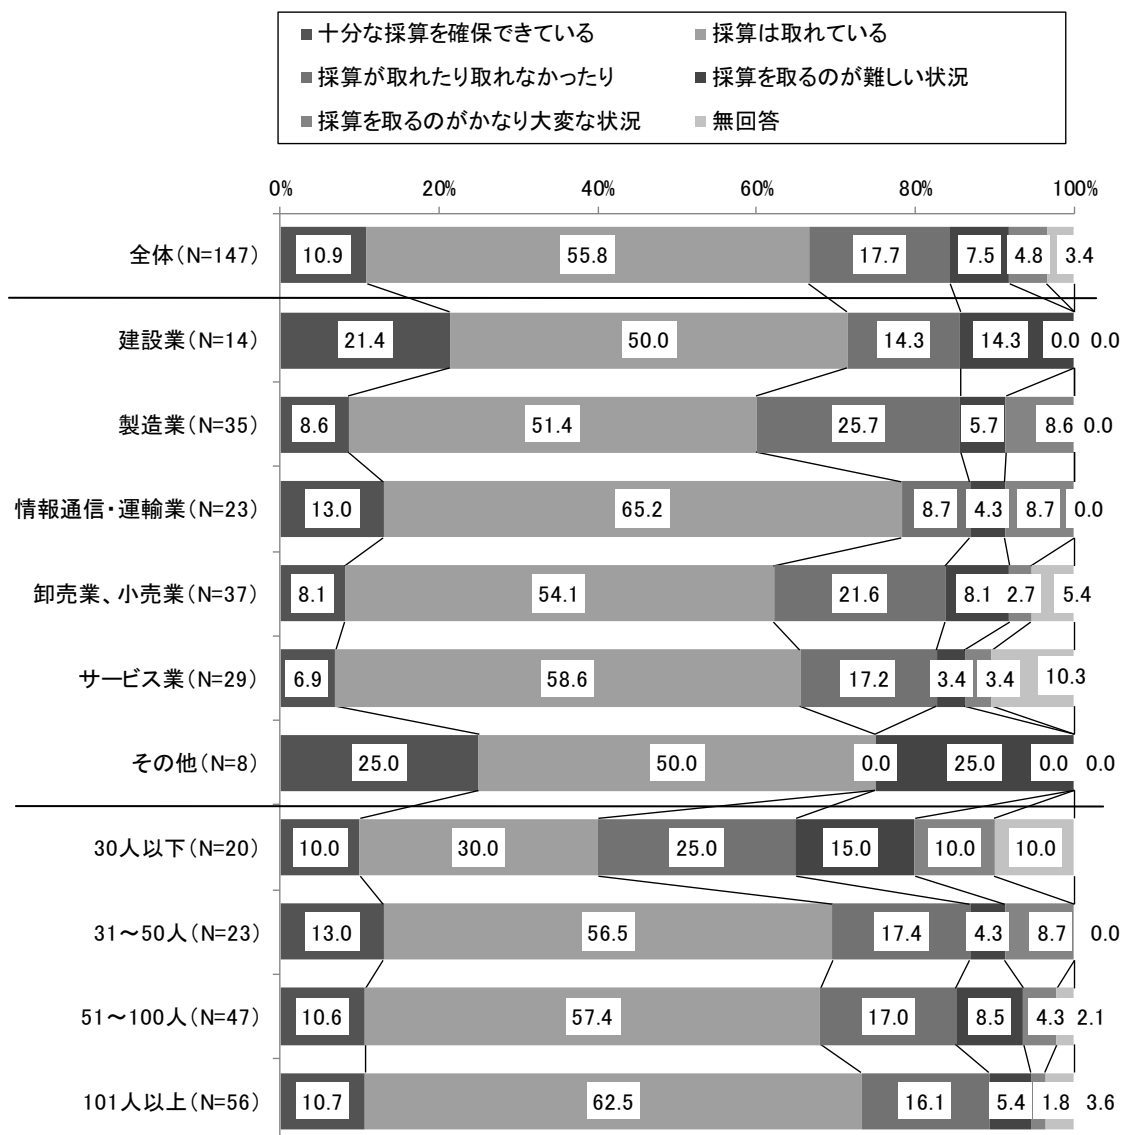 ■十分な採算を確保できている ■採算は取れている
■採算が取れたり取れなかったり ■採算を取るのが難しい状況
■採算を取るのがかなり大変な状況 ■無回答
0% 20% 40% 60% 80% 100%
全体(N=147) 10.9 55.8 17.7 7.5 4.8 3.4
建設業(N=14) 21.4 50.0 14.3 14.3 0.0 0.0
製造業(N=35) 8.6 51.4 25.7 5.7 8.6 0.0
情報通信・運輸業(N=23) 13.0 65.2 8.7 4.3 8.7 0.0
卸売業、小売業(N=37) 8.1 54.1 21.6 8.1 2.7 5.4
サービス業(N=29) 6.9 58.6 17.2 3.4 3.4 10.3
その他(N=8) 25.0 50.0 0.0 25.0 0.0 0.0
30人以下(N=20) 10.0 30.0 25.0 15.0 10.0 10.0
31～50人(N=23) 13.0 56.5 17.4 4.3 8.7 0.0
51～100人(N=47) 10.6 57.4 17.0 8.5 4.3 2.1
101人以上(N=56) 10.7 62.5 16.1 5.4 1.8 3.6